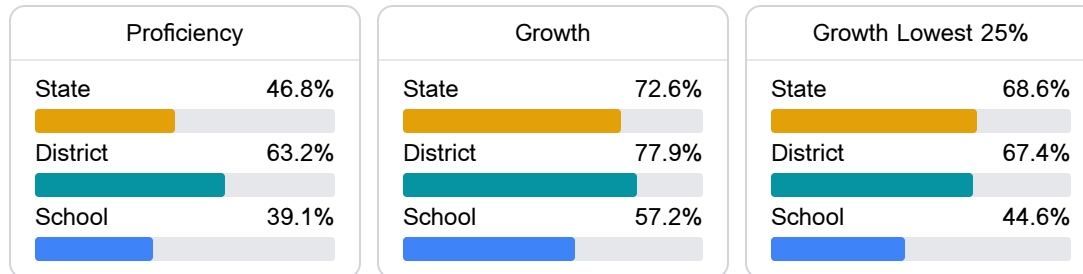 Proficiency
State 46.8%
District 63.2%
School 39.1%
Growth
State 72.6%
District 77.9%
School 57.2%
Growth Lowest 25%
State 68.6%
District 67.4%
School 44.6%